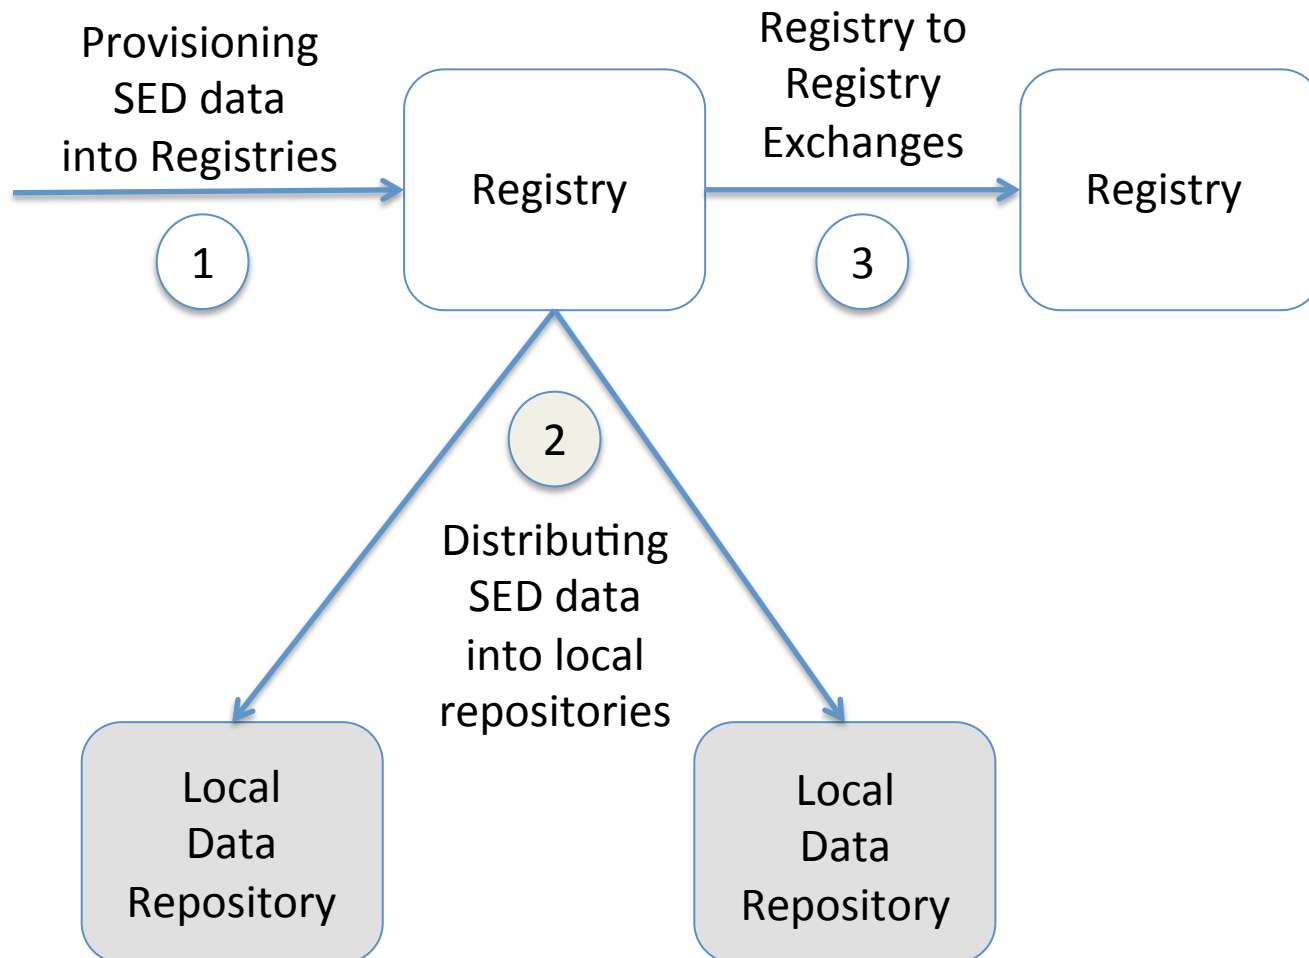 Provisioning
SED data
into Registries
1
Registry
Registry to
Registry
Exchanges
3
Registry
2
Distributing
SED data
into local
repositories
Local
Data
Repository
Local
Data
Repository